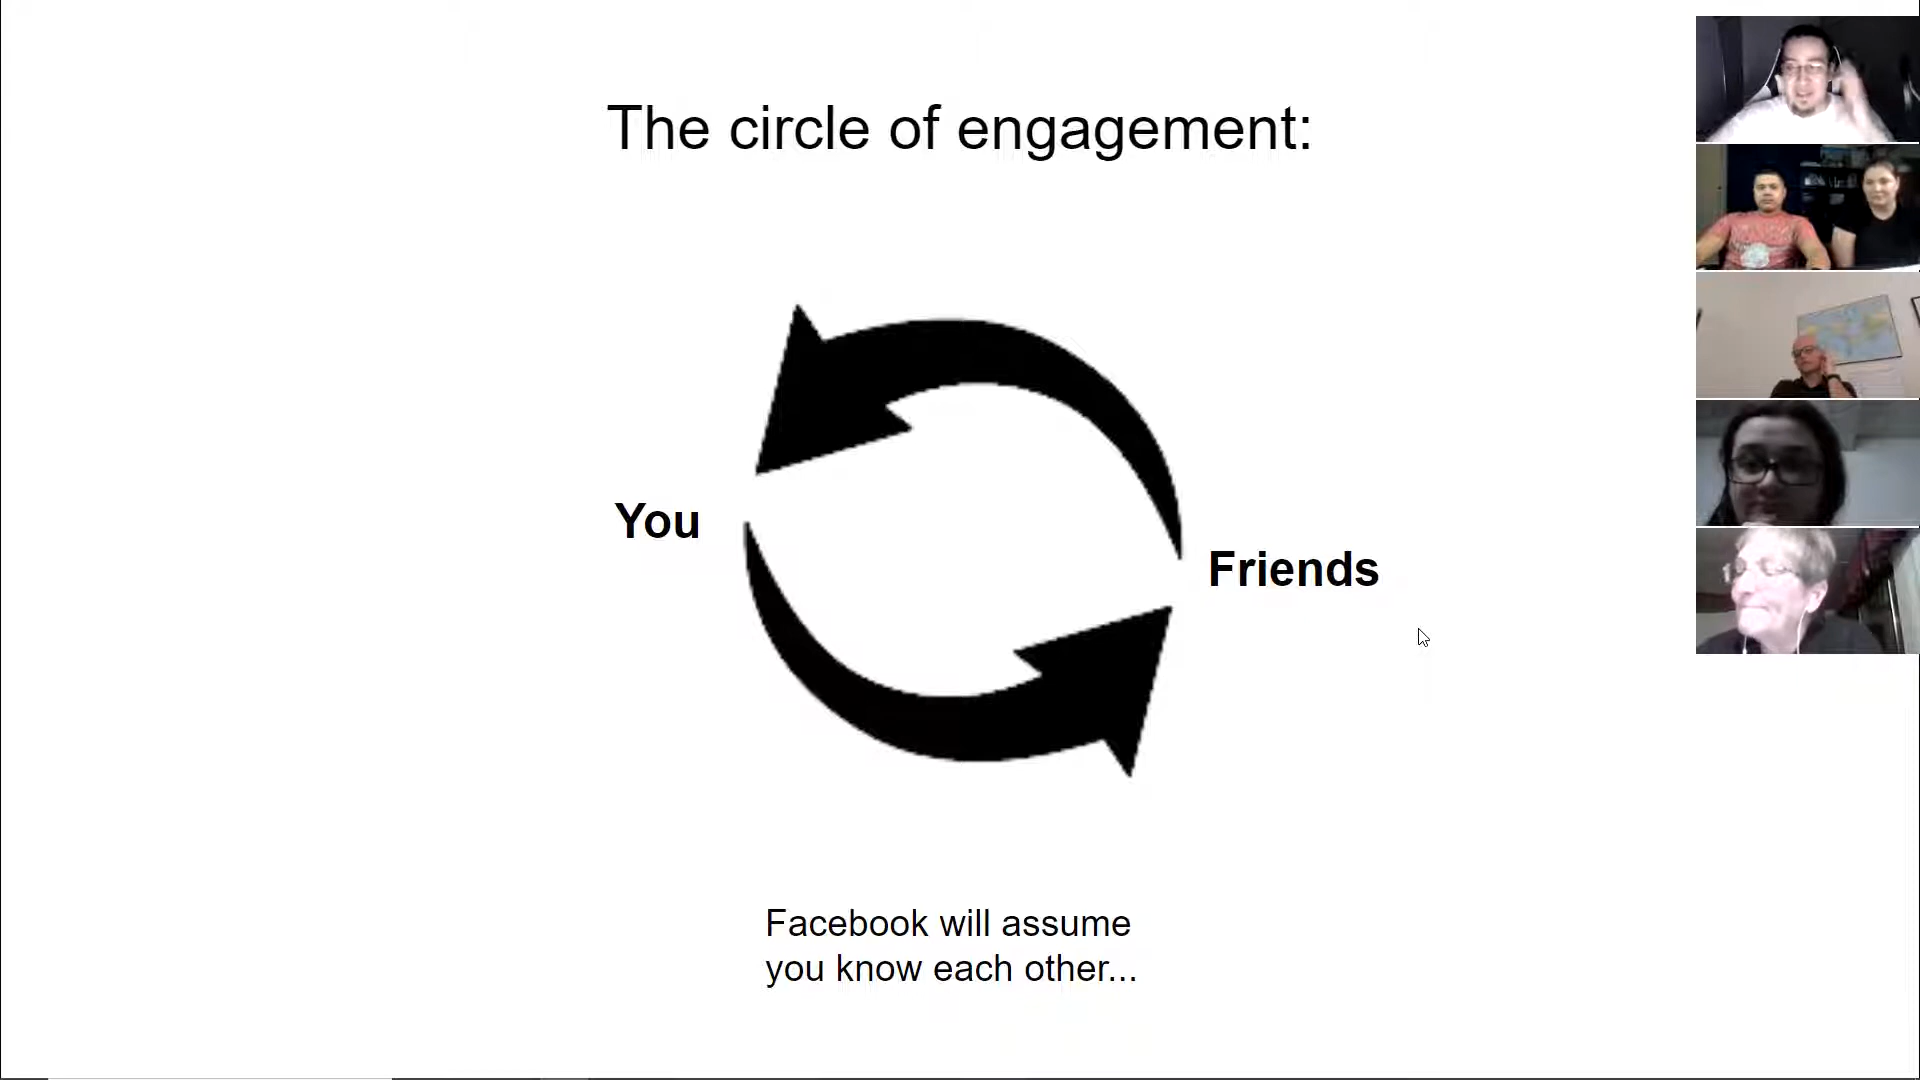 The circle of engagement:
You
Friends
Facebook will assume
you know each other...